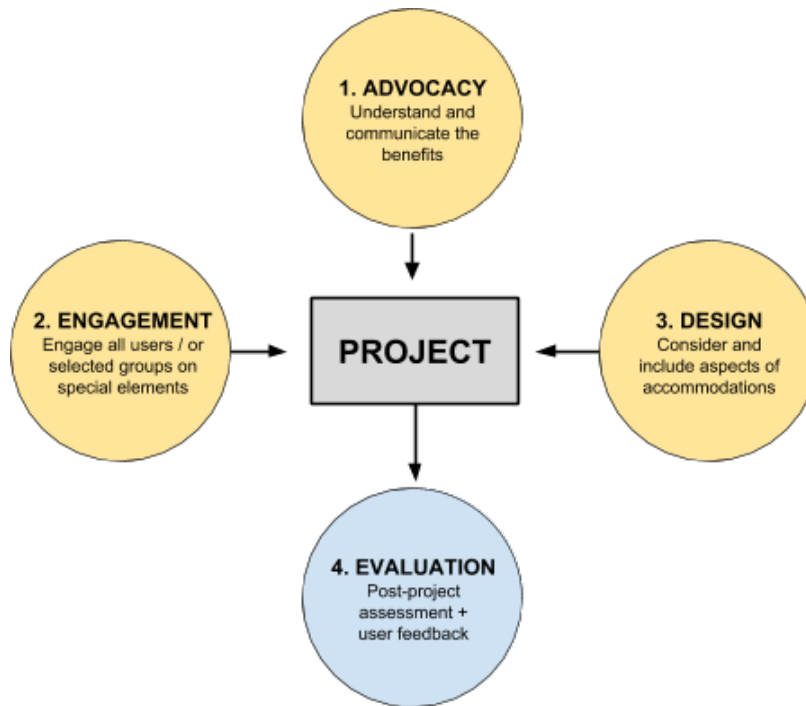 1. ADVOCACY
Understand and
communicate the
benefits
2. ENGAGEMENT
Engage all users / or
selected groups on
special elements
PROJECT
3. DESIGN
Consider and
include aspects of
accommodations
4. EVALUATION
Post-project
assessment +
user feedback